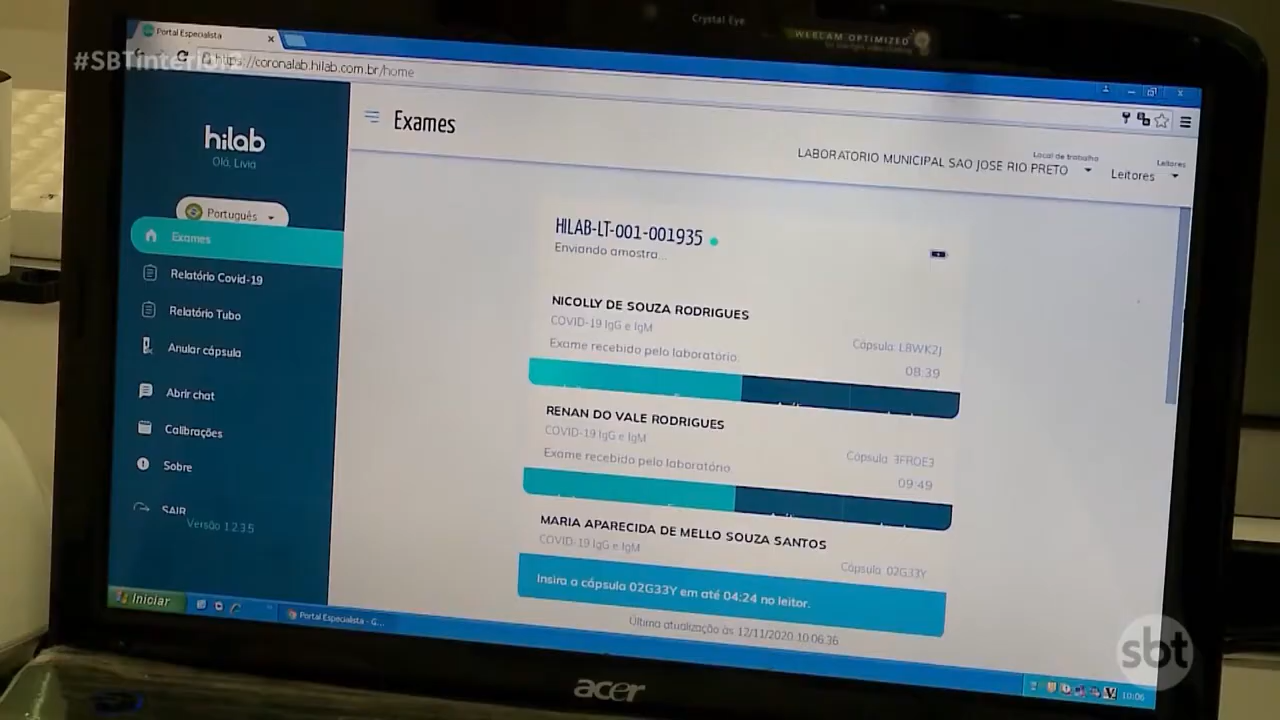 Crystal Eye
WEBCAM OPTIMIZED
#SBTinterior
Portal Especialista
https://coronalab.hilab.com.br/home
hilab
Olá, Livia
Português
Exames
Relatório Covid-19
Relatório Tubo
Anular cápsula
Abrir chat
Calibrações
Sobre
SAIR
Versão 1.2.3.5
Exames
Local de trabalho
LABORATORIO MUNICIPAL SAO JOSE RIO PRETO
Leitores
Leitores
HILAB-LT-001-001935
Enviando amostra...
NICOLLY DE SOUZA RODRIGUES
COVID-19 IgG e IgM
Cápsula: L8WK2J
Exame recebido pelo laboratório.
08:39
RENAN DO VALE RODRIGUES
COVID-19 IgG e IgM
Cápsula: 3FRDE3
Exame recebido pelo laboratório.
09:49
MARIA APARECIDA DE MELLO SOUZA SANTOS
COVID-19 IgG e IgM
Cápsula: 02G33Y
Insira a cápsula 02G33Y em até 04:24 no leitor.
Última atualização às 12/11/2020 10:06:36
Iniciar
Portal Especialista - G...
10:06
acer
sbt